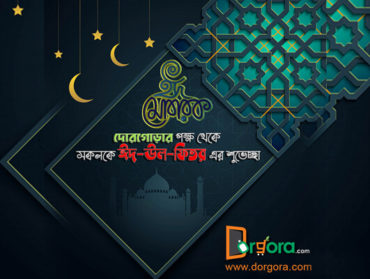 ঈদ
মোবারক
দোরগোড়ার পক্ষ থেকে
সকলকে ঈদ-উল-ফিতর এর শুভেচ্ছা
Dorgora.com
www.dorgora.com